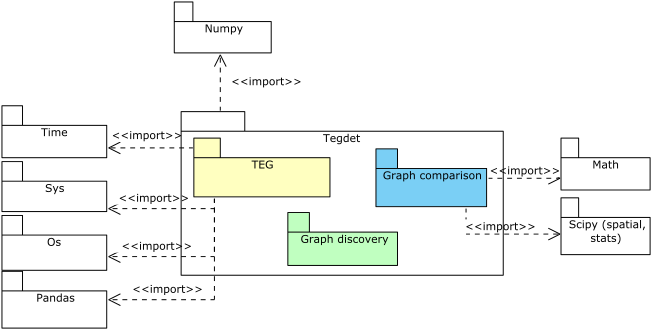 Numpy
<<import>>
Tegdet
Time
<<import>>
TEG
Graph comparison
<<import>>
Math
Sys
<<import>>
Graph discovery
<<import>>
Scipy (spatial,
stats)
Os
<<import>>
Pandas
<<import>>